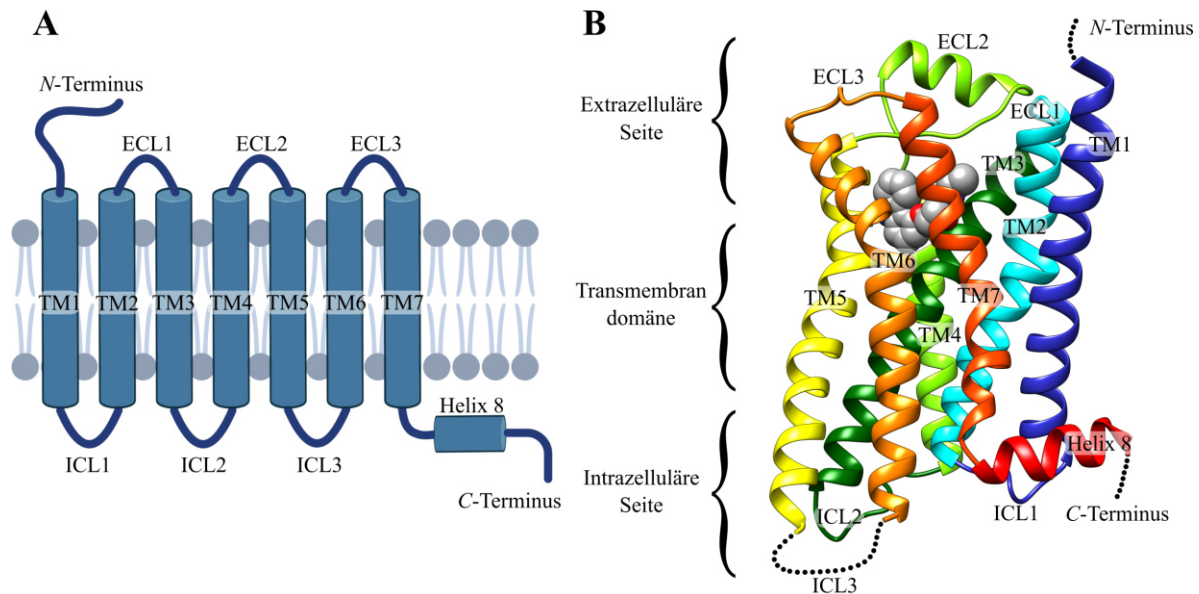 A
N-Terminus
ECL1
ECL2
ECL3
TM1
TM2
TM3
TM4
TM5
TM6
TM7
Helix 8
ICL1
ICL2
ICL3
C-Terminus
B
Extrazelluläre
Seite
Transmembran
domäne
Intrazelluläre
Seite
N-Terminus
ECL2
ECL3
ECL1
TM1
TM3
TM2
TM6
TM5
TM7
TM4
Helix 8
ICL2
ICL1
C-Terminus
ICL3